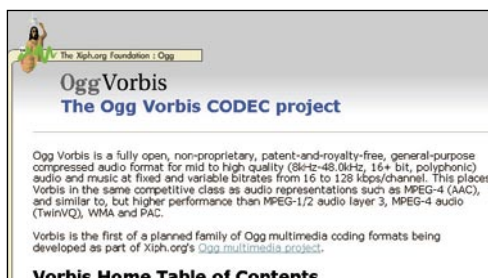 The Xiph.org Foundation : Ogg
OggVorbis
The Ogg Vorbis CODEC project
Ogg Vorbis is a fully open, non-proprietary, patent-and-royalty-free, general-purpose
compressed audio format for mid to high quality (8kHz-48.0kHz, 16+ bit, polyphonic)
audio and music at fixed and variable bitrates from 16 to 128 kbps/channel. This places
Vorbis in the same competitive class as audio representations such as MPEG-4 (AAC),
and similar to, but higher performance than MPEG-1/2 audio layer 3, MPEG-4 audio
(TwinVQ), WMA and PAC.
Vorbis is the first of a planned family of Ogg multimedia coding formats being
developed as part of Xiph.org's Ogg multimedia project.
Vorbis Home Table of Contents